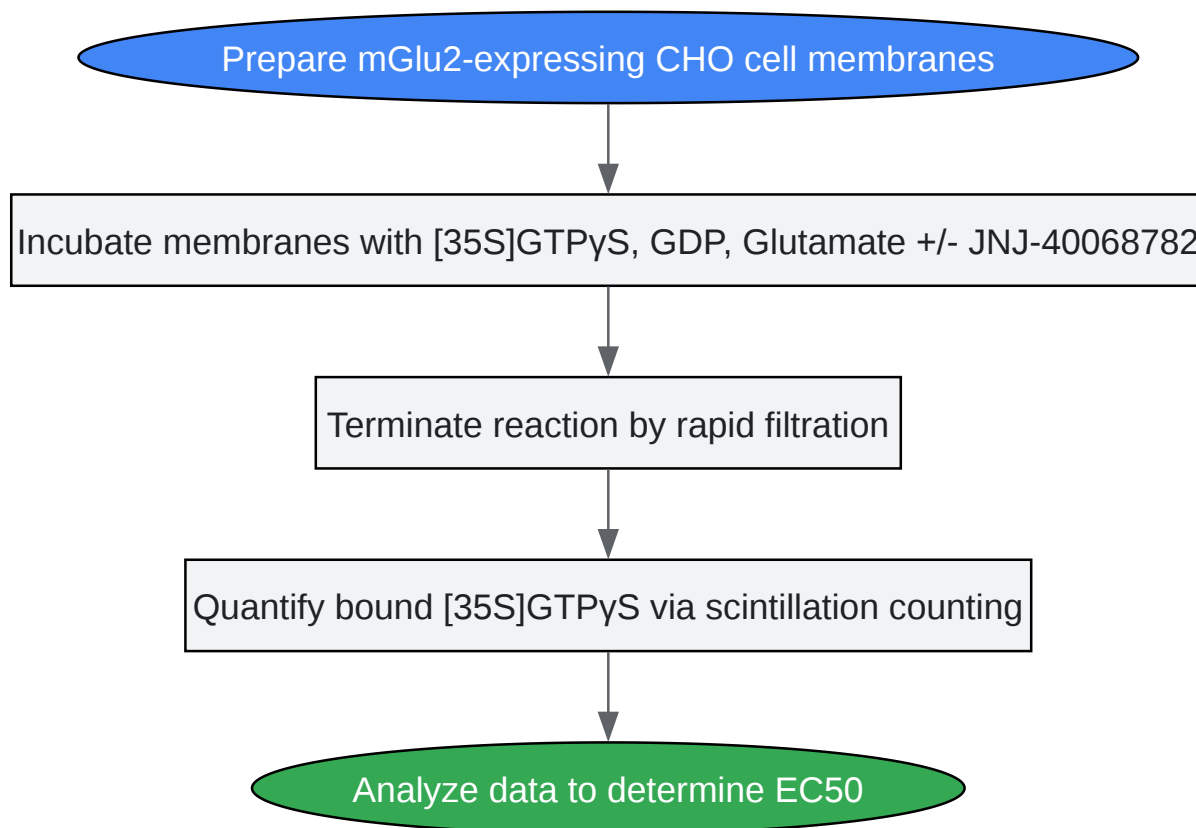 Prepare mGlu2-expressing CHO cell membranes
Incubate membranes with [35S]GTPγS, GDP, Glutamate +/- JNJ-40068782
Terminate reaction by rapid filtration
Quantify bound [35S]GTPγS via scintillation counting
Analyze data to determine EC50